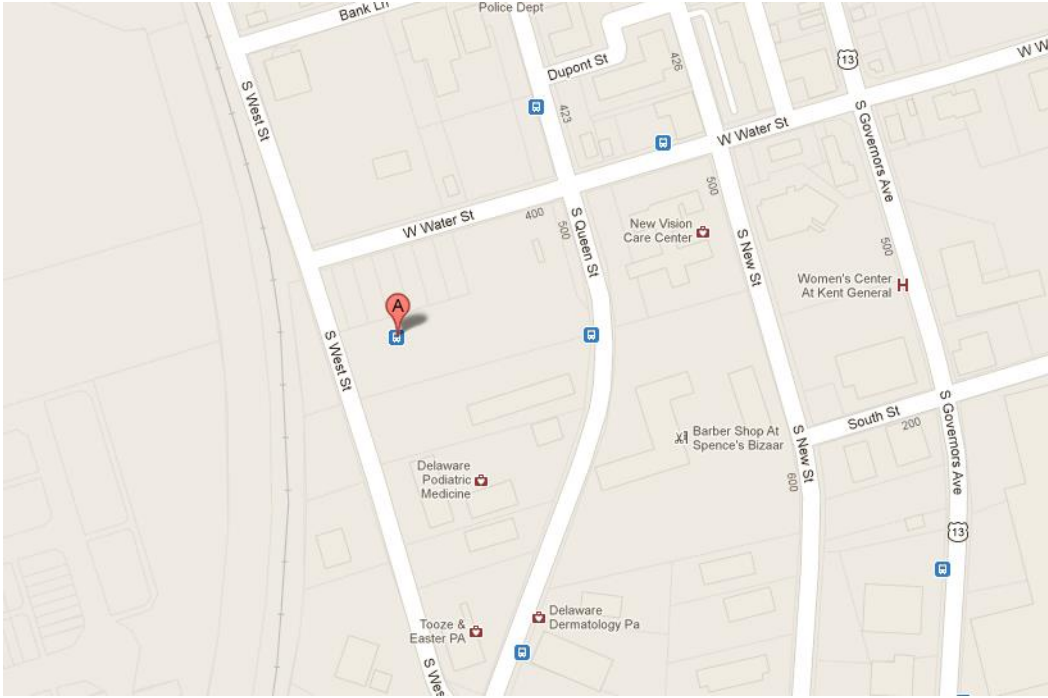 Bank Ln
Police Dept
Dupont St
426
13
W W
423
S West St
W Water St
S Governors Ave
W Water St
400
500
S Queen St
500
New Vision
Care Center
S New St
500
Women's Center
At Kent General
H
A
S West St
South St
200
S Governors Ave
Barber Shop At
Spence's Bizaar
S New St
600
Delaware
Podiatric
Medicine
13
Tooze &
Easter PA
Delaware
Dermatology Pa
S Wes